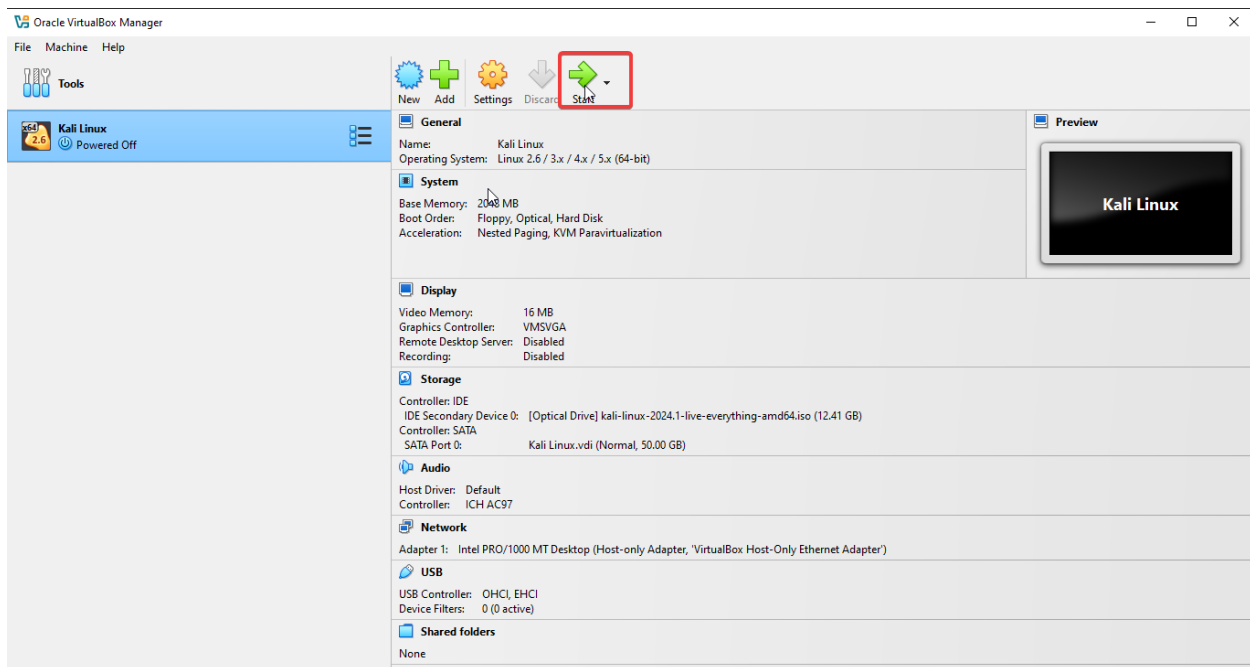 Oracle VirtualBox Manager
File Machine Help
Tools
New Add Settings Discard Start
x64
2.6
Kali Linux
Powered Off
General
Name: Kali Linux
Operating System: Linux 2.6 / 3.x / 4.x / 5.x (64-bit)
Preview
Kali Linux
System
Base Memory: 2048 MB
Boot Order: Floppy, Optical, Hard Disk
Acceleration: Nested Paging, KVM Paravirtualization
Display
Video Memory: 16 MB
Graphics Controller: VMSVGA
Remote Desktop Server: Disabled
Recording: Disabled
Storage
Controller: IDE
IDE Secondary Device 0: [Optical Drive] kali-linux-2024.1-live-everything-amd64.iso (12.41 GB)
Controller: SATA
SATA Port 0: Kali Linux.vdi (Normal, 50.00 GB)
Audio
Host Driver: Default
Controller: ICH AC97
Network
Adapter 1: Intel PRO/1000 MT Desktop (Host-only Adapter, 'VirtualBox Host-Only Ethernet Adapter')
USB
USB Controller: OHCI, EHCI
Device Filters: 0 (0 active)
Shared folders
None